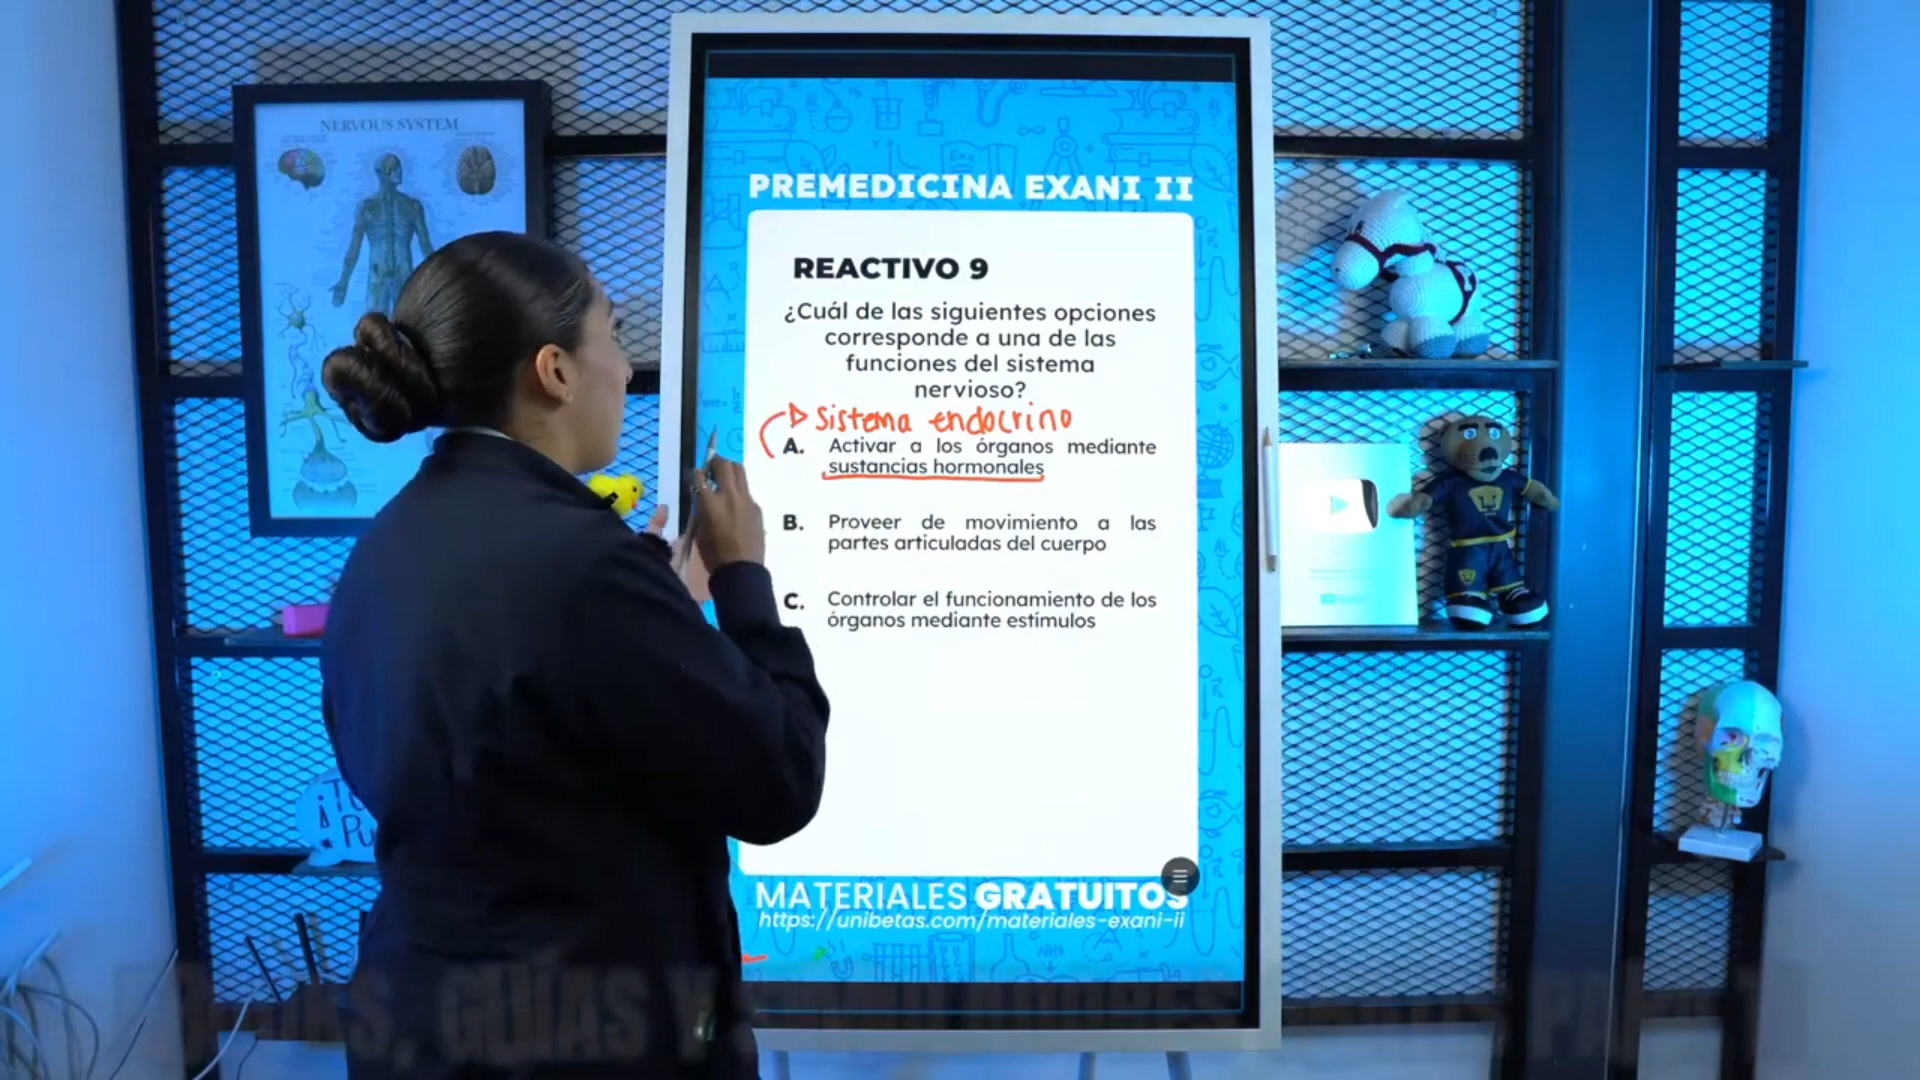 NERVOUS SYSTEM
PREMEDICINA EXANI II
REACTIVO 9
¿Cuál de las siguientes opciones
corresponde a una de las
funciones del sistema
nervioso?
Sistema endocrino
A. Activar a los órganos mediante
sustancias hormonales
B. Proveer de movimiento a las
partes articuladas del cuerpo
C. Controlar el funcionamiento de los
órganos mediante estímulos
MATERIALES GRATUITOS
https://unibetas.com/materiales-exani-ii
GUÍAS Y